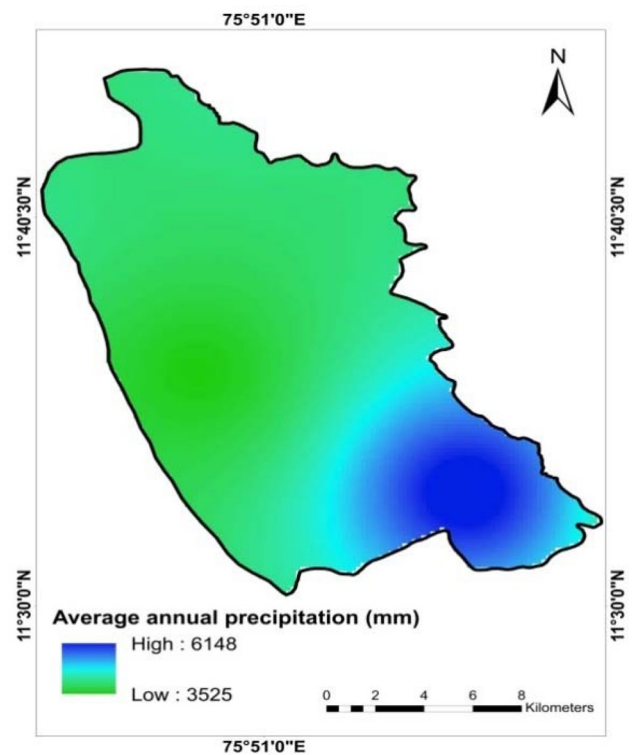 75°51'0"E
N
11°40'30"N
11°40'30"N
11°30'0"N
11°30'0"N
Average annual precipitation (mm)
High : 6148
Low : 3525
0 1 2 4 6 8
Kilometers
75°51'0"E